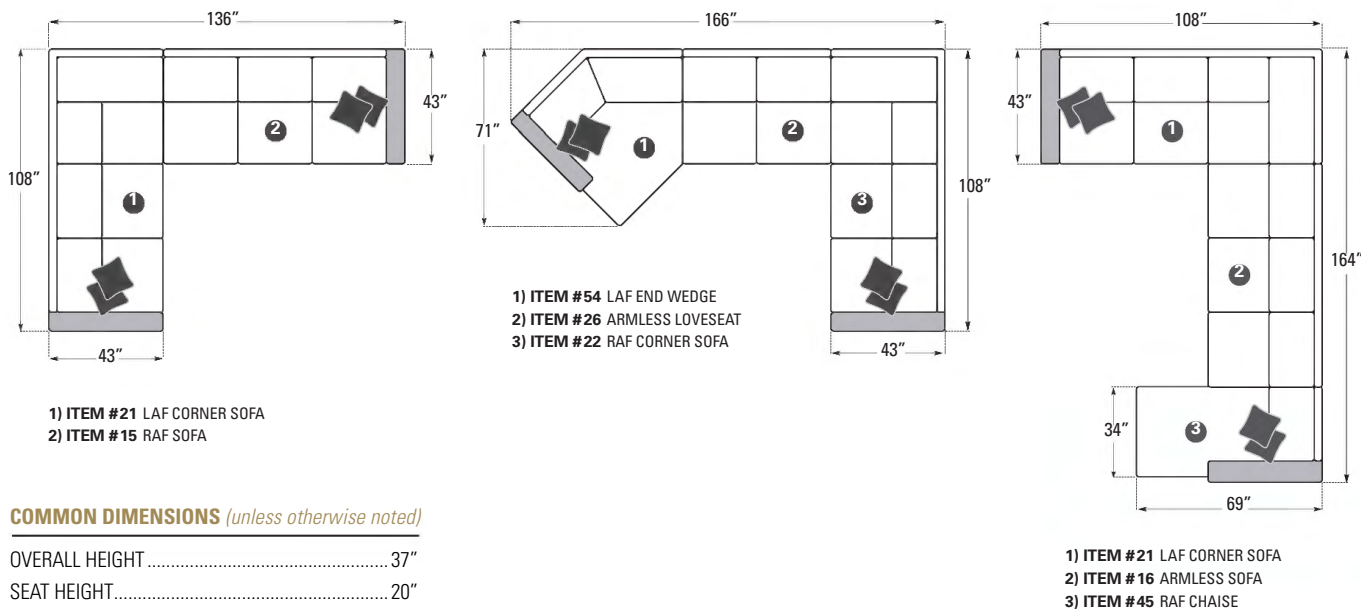 136"
43"
2
108"
1
43"
1) ITEM #21 LAF CORNER SOFA
2) ITEM #15 RAF SOFA
166"
71"
1
2
3
108"
43"
1) ITEM #54 LAF END WEDGE
2) ITEM #26 ARMLESS LOVESEAT
3) ITEM #22 RAF CORNER SOFA
108"
43"
1
2
164"
34"
3
69"
1) ITEM #21 LAF CORNER SOFA
2) ITEM #16 ARMLESS SOFA
3) ITEM #45 RAF CHAISE
COMMON DIMENSIONS (unless otherwise noted)
OVERALL HEIGHT ................................................ 37"
SEAT HEIGHT....................................................... 20"